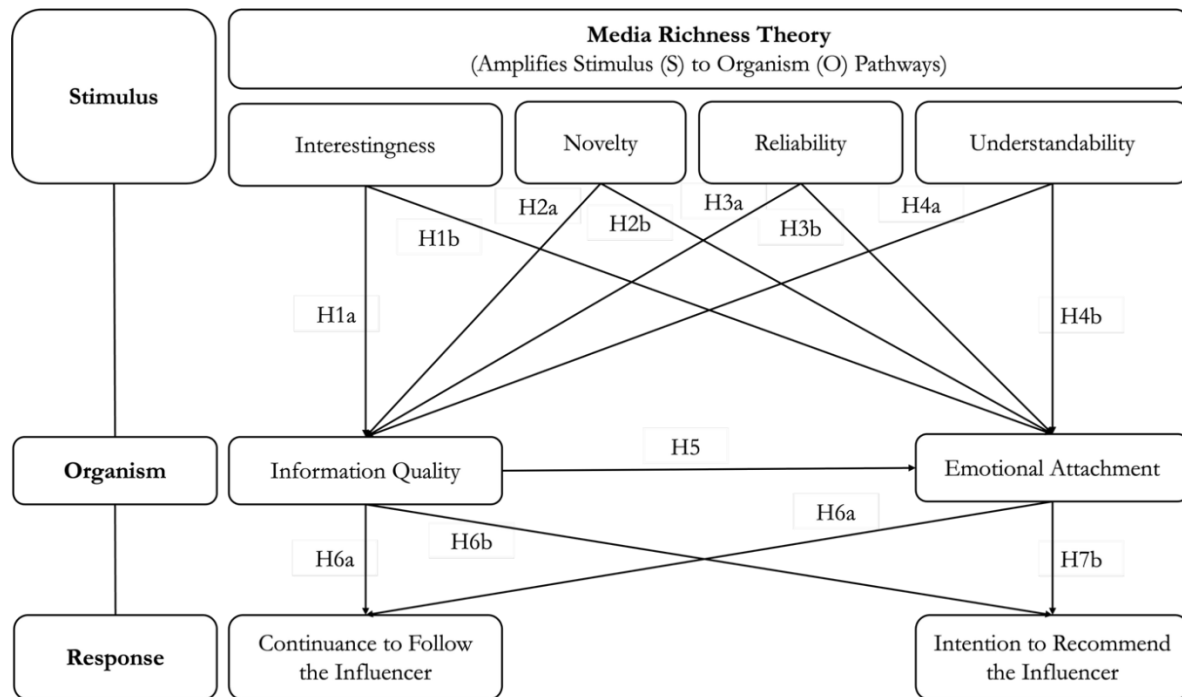 Media Richness Theory
(Amplifies Stimulus (S) to Organism (O) Pathways)
Stimulus
Interestingness
Novelty
Reliability
Understandability
H2a
H3a
H4a
H1b
H2b
H3b
H1a
H4b
H5
Organism
Information Quality
Emotional Attachment
H6a
H6b
H6a
H7b
Response
Continuance to Follow
the Influencer
Intention to Recommend
the Influencer